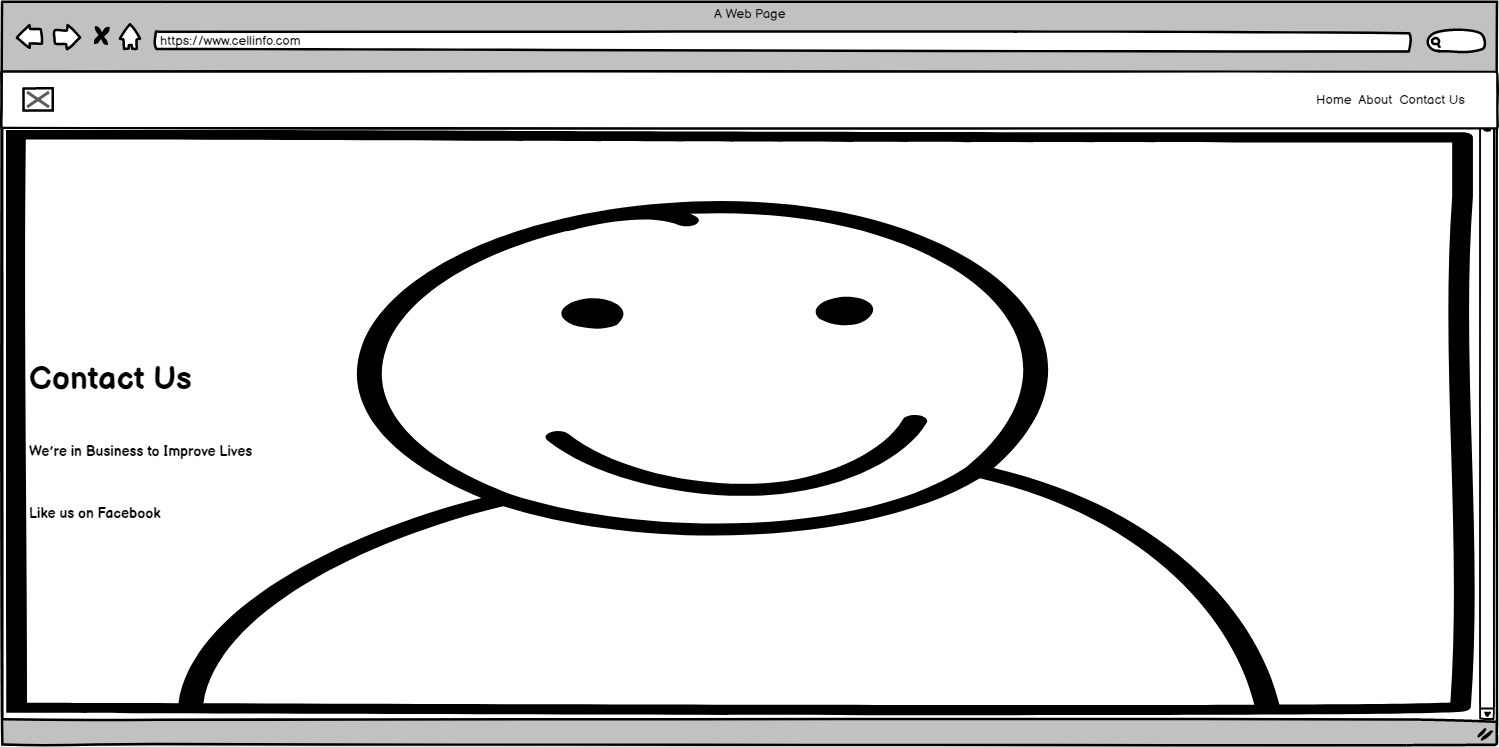 A Web Page
https://www.cellinfo.com
Home About Contact Us
Contact Us
We're in Business to Improve Lives
Like us on Facebook